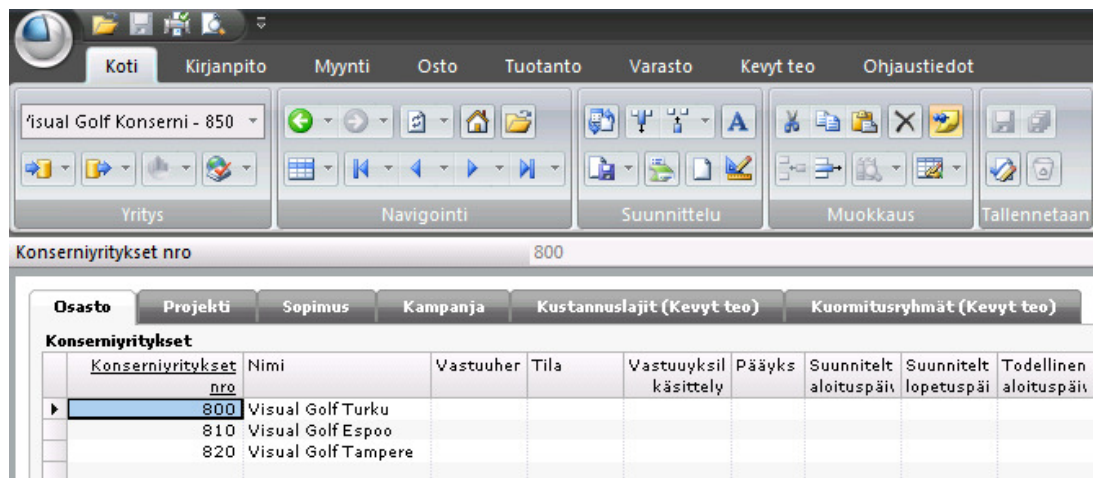 Koti Kirjanpito Myynti Osto Tuotanto Varasto Kevyt teo Ohjaustiedot
isual Golf Konserni - 850
Yritys Navigointi Suunnittelu Muokkaus Tallennetaan
Konserniyritykset nro 800
Osasto Projekti Sopimus Kampanja Kustannuslajit (Kevyt teo) Kuormitusryhmät (Kevyt teo)
Konserniyritykset
Konserniyritykset Nimi Vastuuher Tila Vastuuyksil Pääyks Suunnitelt Suunnitelt Todellinen
nro käsittely aloituspäiv lopetuspäi aloituspäiv
800 Visual Golf Turku
810 Visual Golf Espoo
820 Visual Golf Tampere